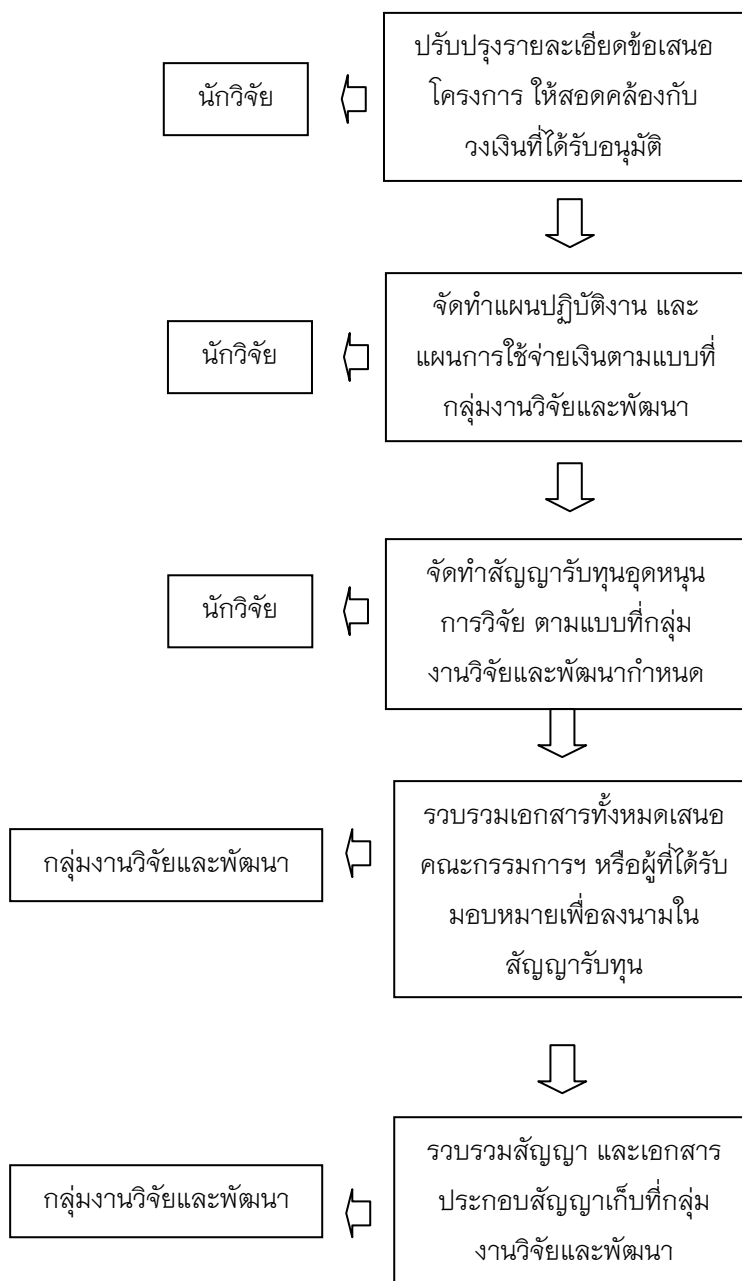 ปรับปรุงรายละเอียดข้อเสนอ
โครงการ ให้สอดคล้องกับ
วงเงินที่ได้รับอนุมัติ
นักวิจัย
จัดทำแผนปฏิบัติงาน และ
แผนการใช้จ่ายเงินตามแบบที่
กลุ่มงานวิจัยและพัฒนา
นักวิจัย
จัดทำสัญญารับทุนอุดหนุน
การวิจัย ตามแบบที่กลุ่ม
งานวิจัยและพัฒนากำหนด
นักวิจัย
รวบรวมเอกสารทั้งหมดเสนอ
คณะกรรมการฯ หรือผู้ที่ได้รับ
มอบหมายเพื่อลงนามใน
สัญญารับทุน
กลุ่มงานวิจัยและพัฒนา
รวบรวมสัญญา และเอกสาร
ประกอบสัญญาเก็บที่กลุ่ม
งานวิจัยและพัฒนา
กลุ่มงานวิจัยและพัฒนา